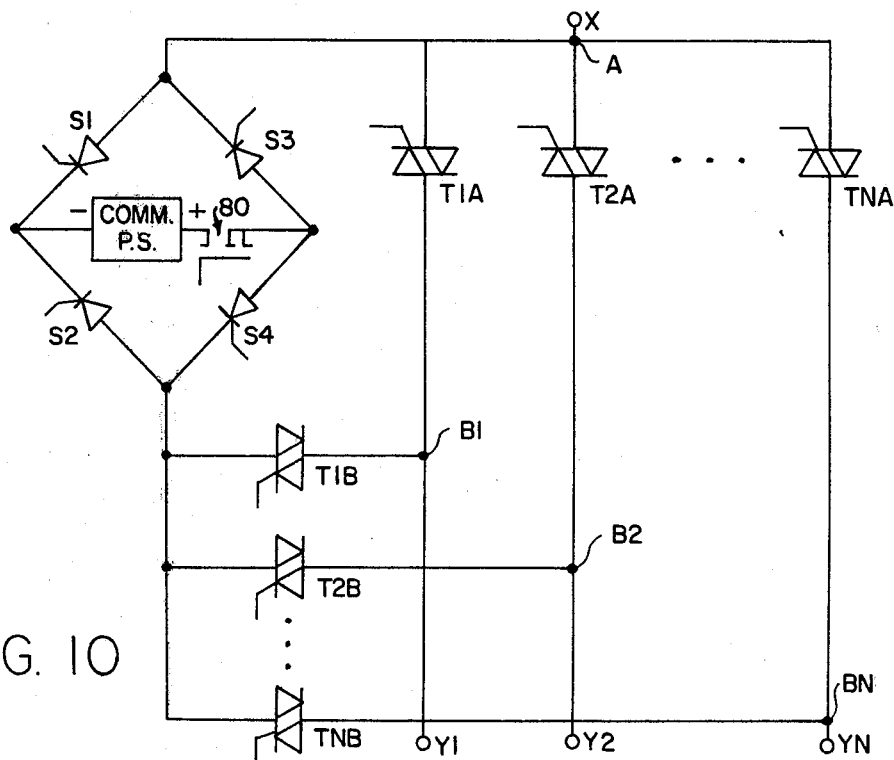 X
A
S1
S3
T1A
T2A
. . .
TNA
- COMM. + 80
P.S.
S2
S4
B1
T1B
B2
T2B
G. 10
BN
TNB
Y1
Y2
YN